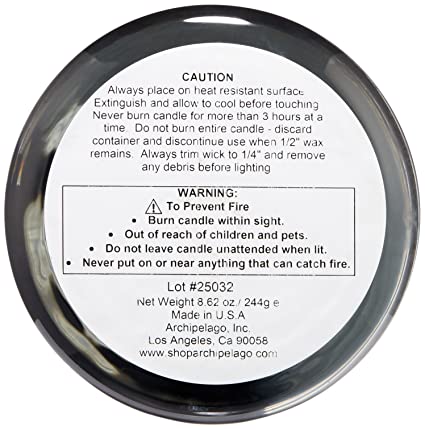 CAUTION
Always place on heat resistant surface
Extinguish and allow to cool before touching
Never burn candle for more than 3 hours at a
time. Do not burn entire candle - discard
container and discontinue use when 1/2" wax
remains. Always trim wick to 1/4" and remove
any debris before lighting
WARNING:
To Prevent Fire
• Burn candle within sight.
• Out of reach of children and pets.
• Do not leave candle unattended when lit.
• Never put on or near anything that can catch fire.
Lot #25032
Net Weight 8.62 oz./ 244g e
Made in U.S.A
Archipelago, Inc.
Los Angeles, Ca 90058
www.shoparchipelago.com